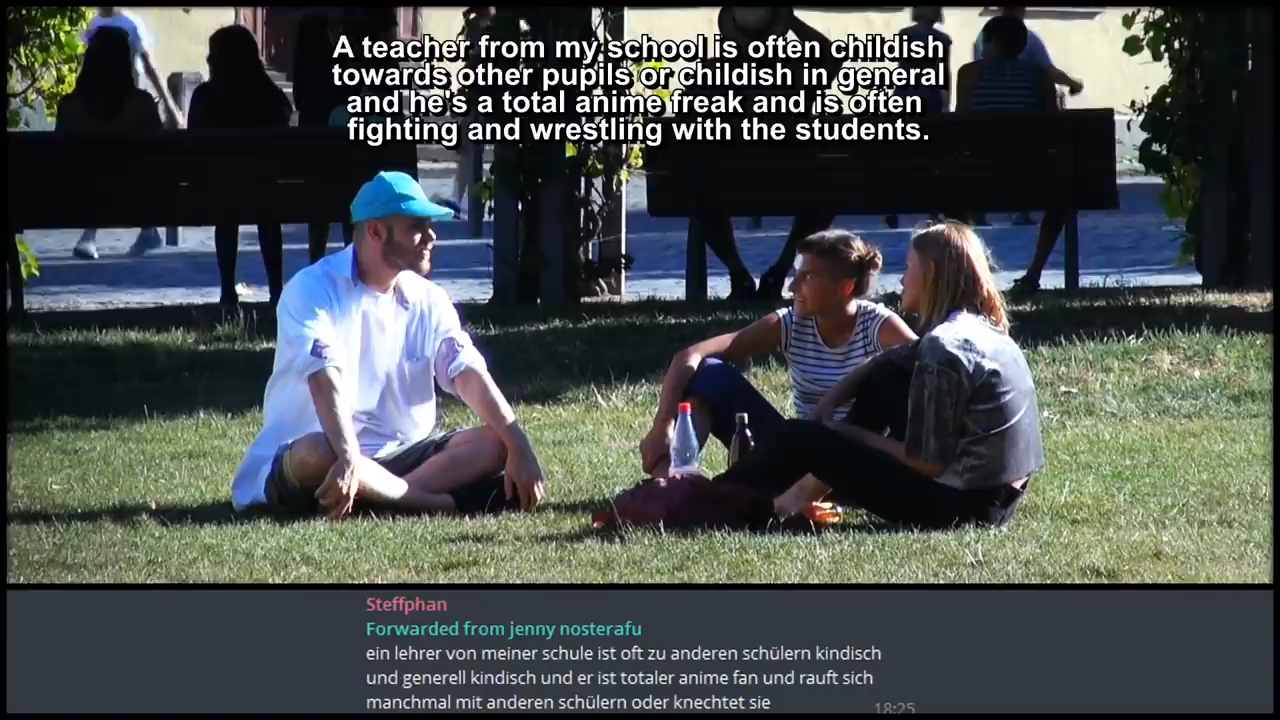 A teacher from my school is often childish
towards other pupils or childish in general
and he's a total anime freak and is often
fighting and wrestling with the students.
Steffphan
Forwarded from jenny nosterafu
ein lehrer von meiner schule ist oft zu anderen schülern kindisch
und generell kindisch und er ist totaler anime fan und rauft sich
manchmal mit anderen schülern oder knechtet sie
18:25